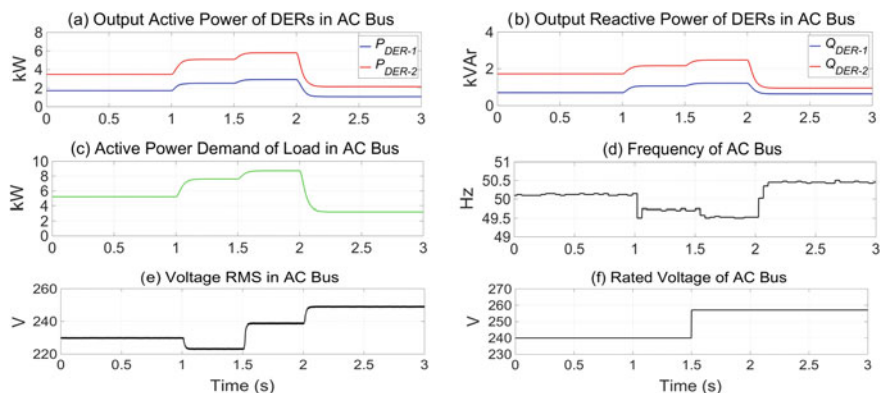 (a) Output Active Power of DERs in AC Bus
8
6
4
2
0
kW
P_DER-1
P_DER-2
0 0.5 1 1.5 2 2.5 3
(b) Output Reactive Power of DERs in AC Bus
4
2
0
kVAr
Q_DER-1
Q_DER-2
0 0.5 1 1.5 2 2.5 3
(c) Active Power Demand of Load in AC Bus
10
8
6
4
2
0
kW
0 0.5 1 1.5 2 2.5 3
(d) Frequency of AC Bus
51
50.5
50
49.5
49
Hz
0 0.5 1 1.5 2 2.5 3
(e) Voltage RMS in AC Bus
260
240
220
V
0 0.5 1 1.5 2 2.5 3
Time (s)
(f) Rated Voltage of AC Bus
270
260
250
240
230
V
0 0.5 1 1.5 2 2.5 3
Time (s)